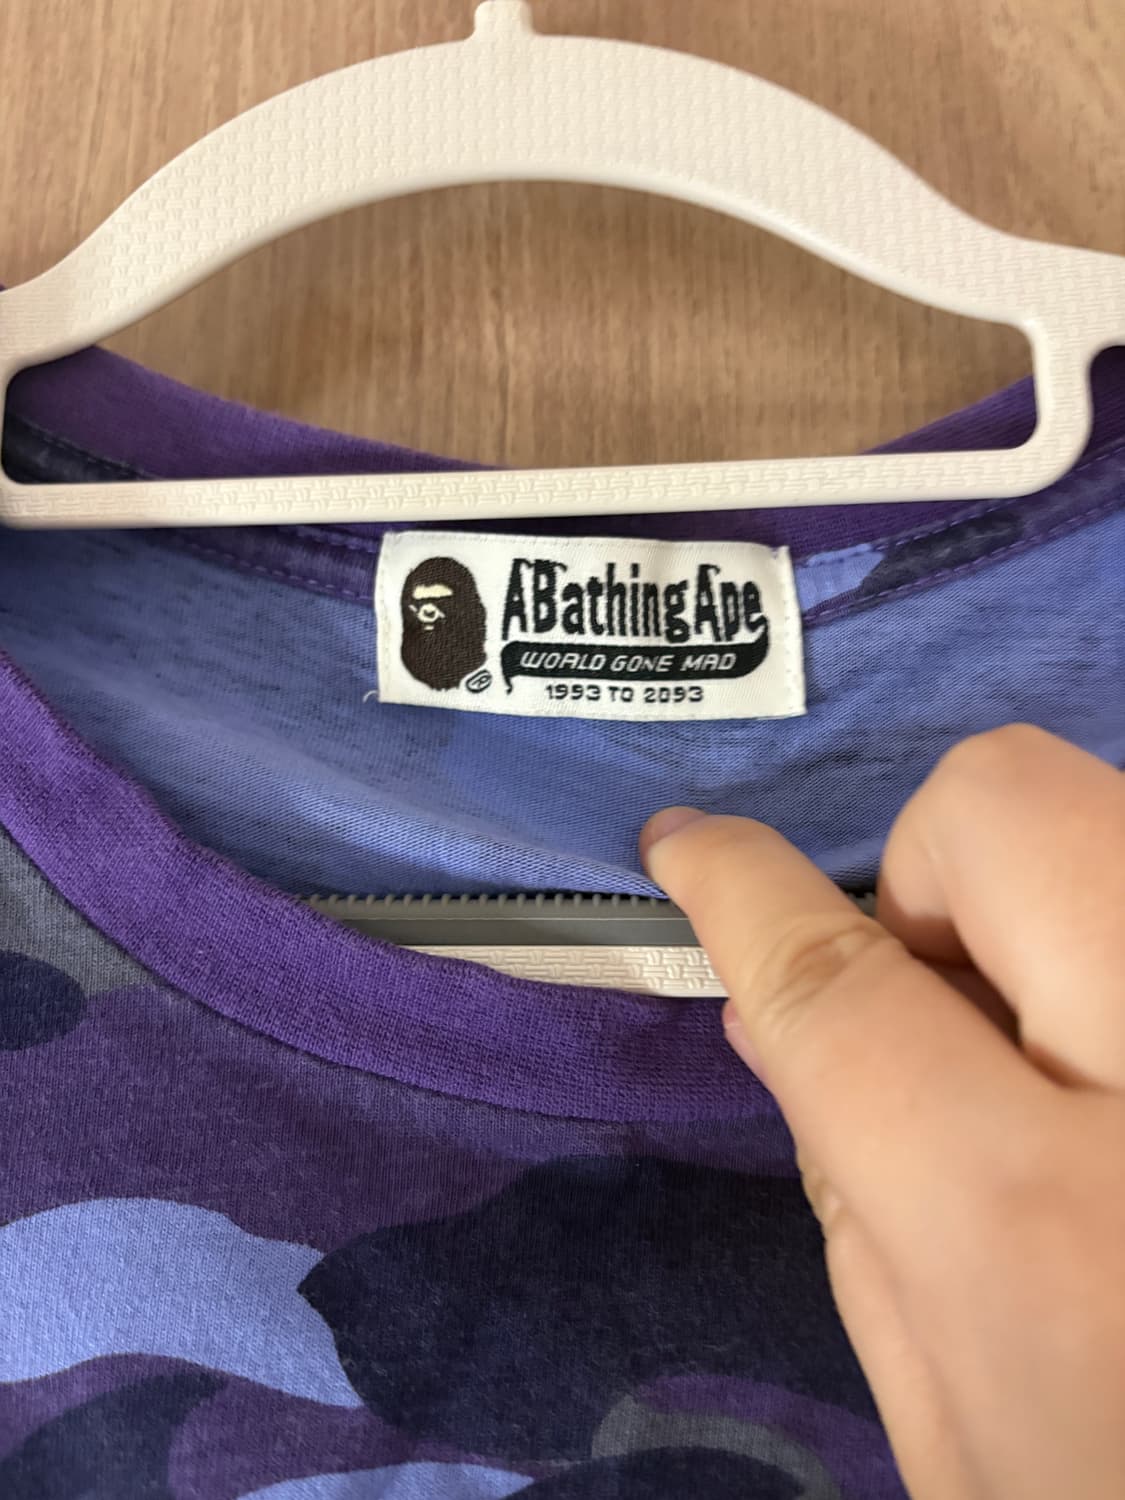 ABathingApe
WORLD GONE MAD
1993 TO 2093